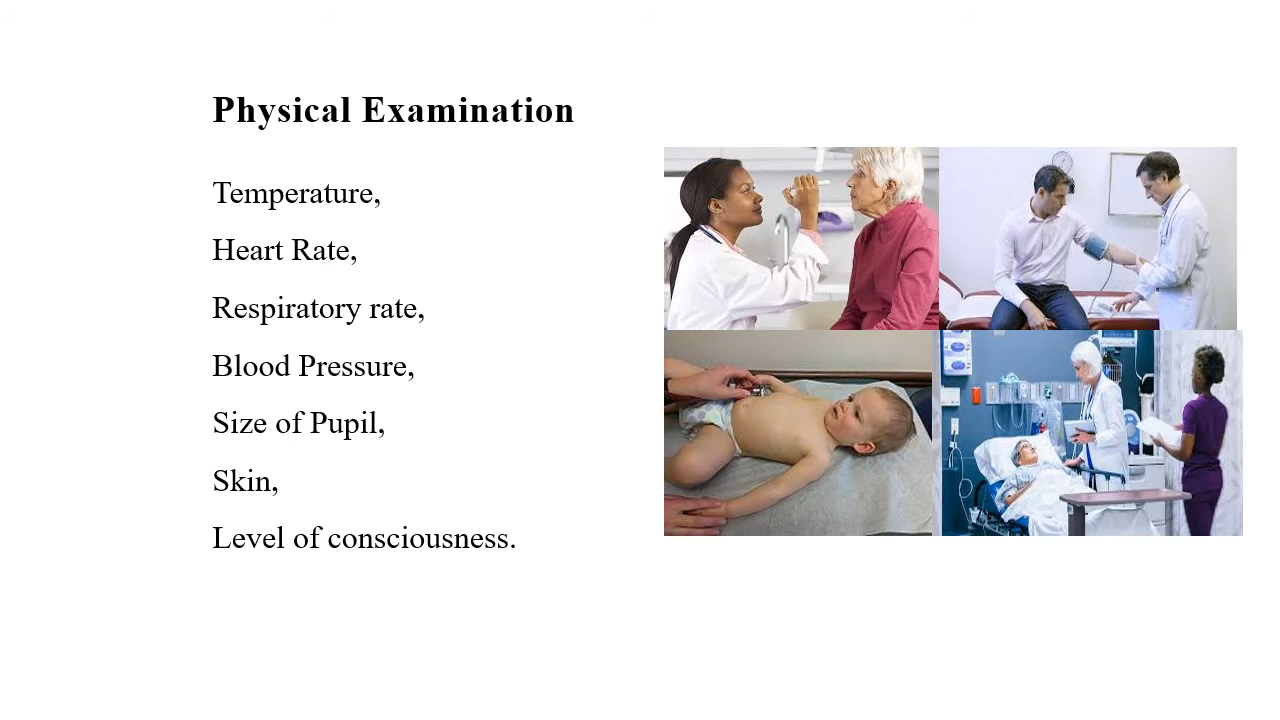 Physical Examination
Temperature,
Heart Rate,
Respiratory rate,
Blood Pressure,
Size of Pupil,
Skin,
Level of consciousness.